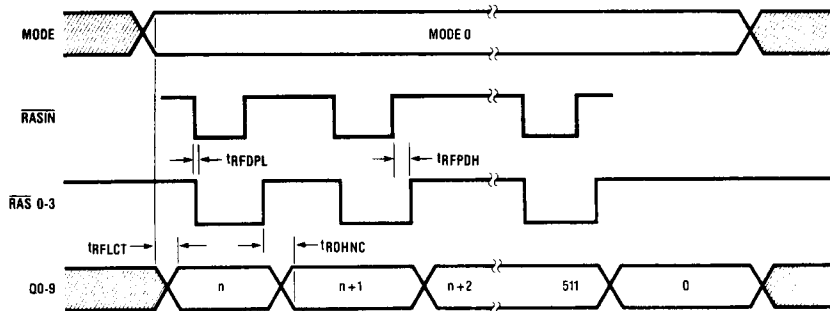 MODE
MODE 0
RASIN
tRFDPL
tRFPDH
RAS 0-3
tRFLCT
tROHNC
Q0-9
n
n+1
n+2
511
0